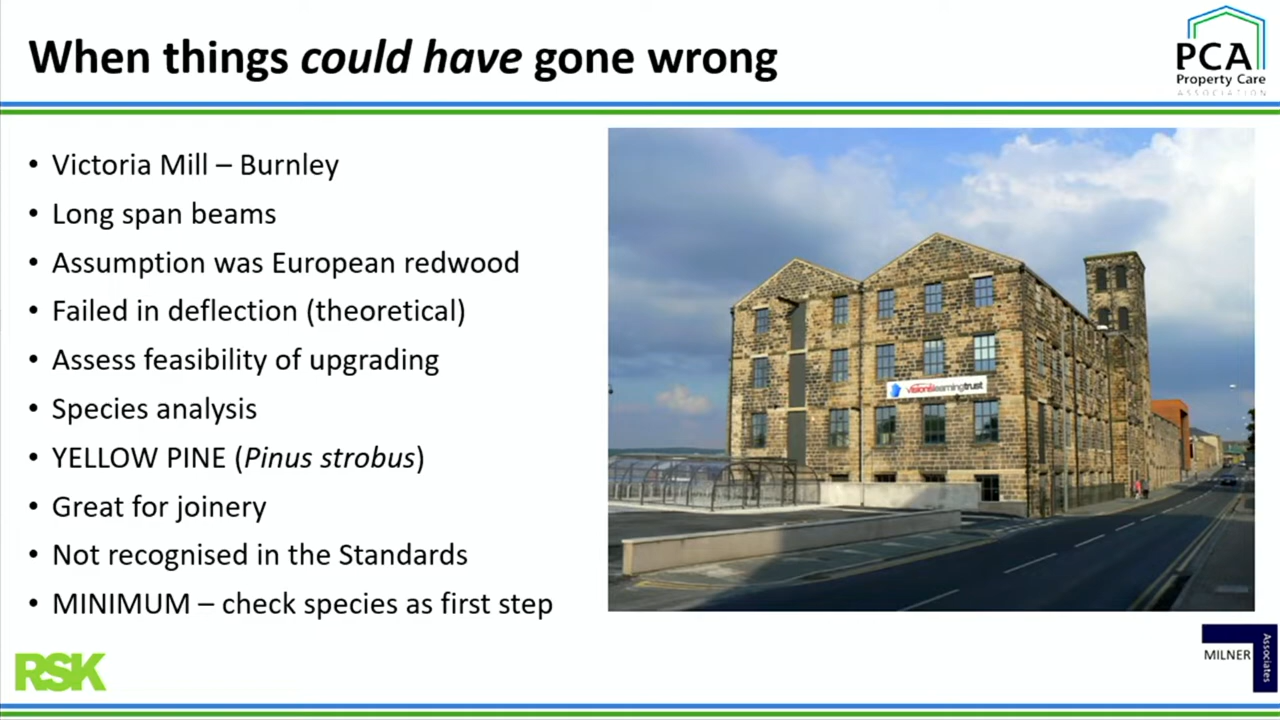 When things could have gone wrong
PCA
Property Care
ASSOCIATION
• Victoria Mill – Burnley
• Long span beams
• Assumption was European redwood
• Failed in deflection (theoretical)
• Assess feasibility of upgrading
• Species analysis
• YELLOW PINE (Pinus strobus)
• Great for joinery
• Not recognised in the Standards
• MINIMUM – check species as first step
visionslearningtrust
RSK
MILNER
Associates